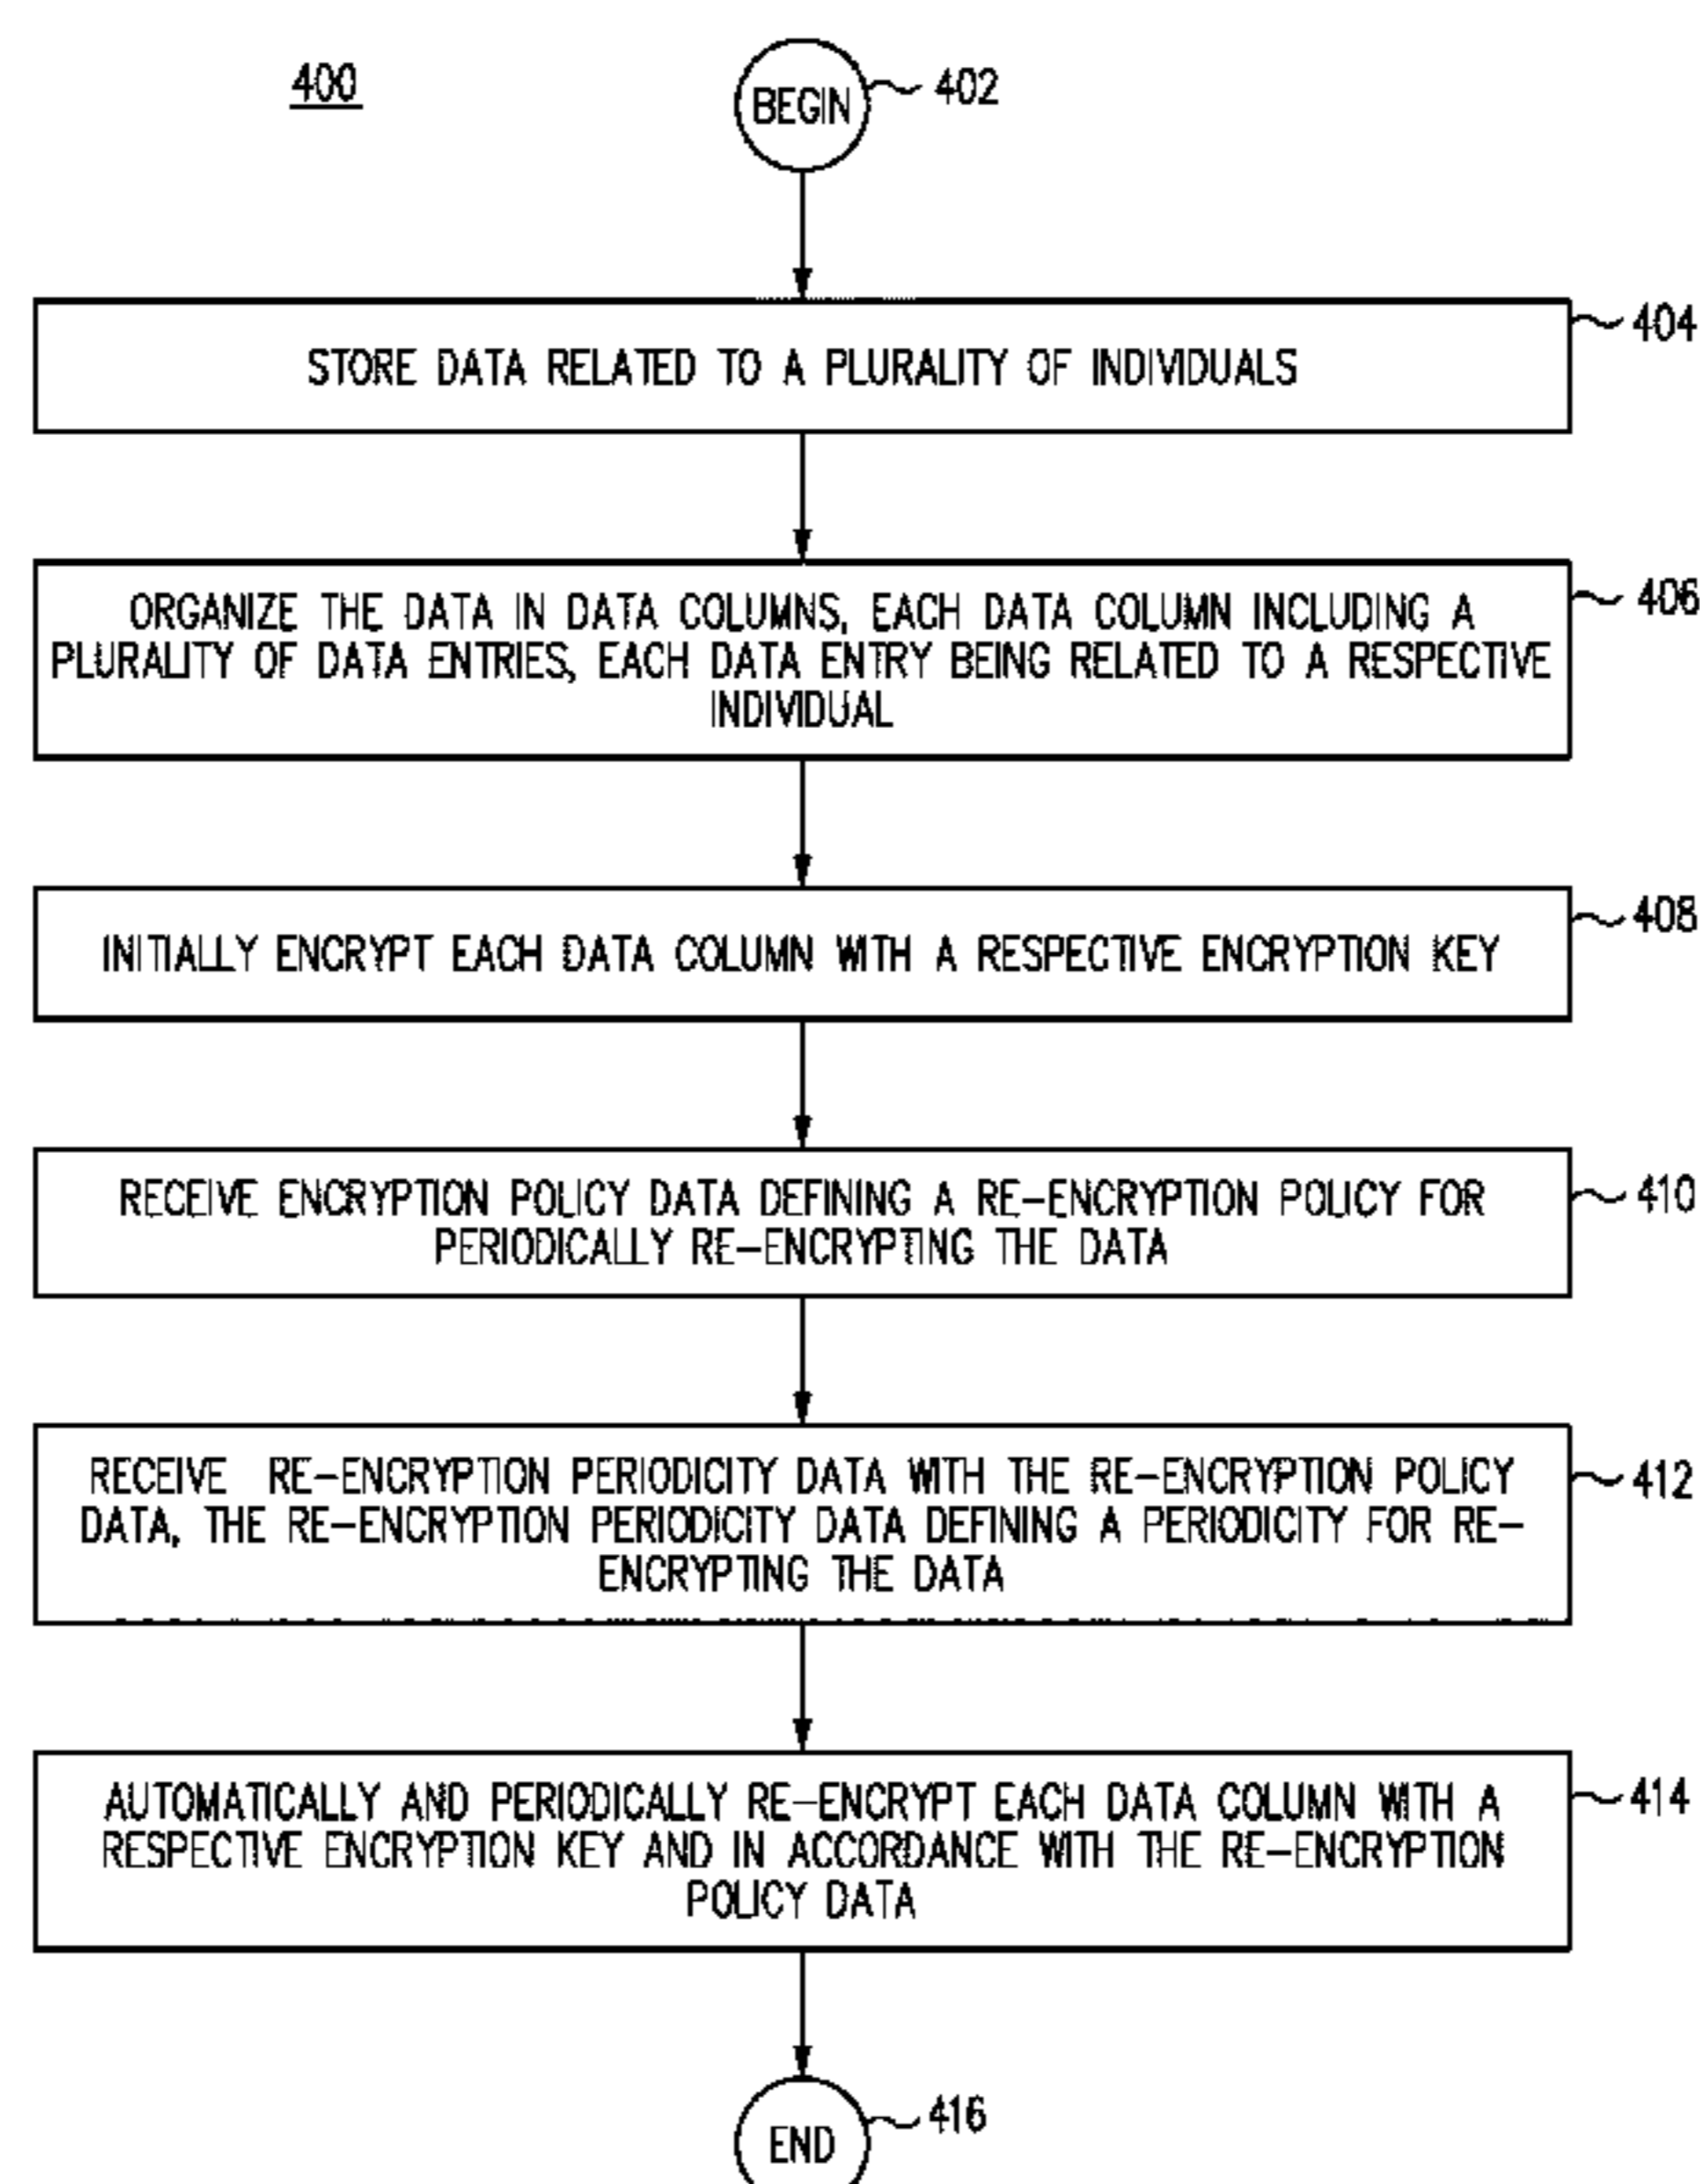 400
BEGIN
402
STORE DATA RELATED TO A PLURALITY OF INDIVIDUALS
404
ORGANIZE THE DATA IN DATA COLUMNS, EACH DATA COLUMN INCLUDING A
PLURALITY OF DATA ENTRIES, EACH DATA ENTRY BEING RELATED TO A RESPECTIVE
INDIVIDUAL
406
INITIALLY ENCRYPT EACH DATA COLUMN WITH A RESPECTIVE ENCRYPTION KEY
408
RECEIVE ENCRYPTION POLICY DATA DEFINING A RE-ENCRYPTION POLICY FOR
PERIODICALLY RE-ENCRYPTING THE DATA
410
RECEIVE RE-ENCRYPTION PERIODICITY DATA WITH THE RE-ENCRYPTION POLICY
DATA, THE RE-ENCRYPTION PERIODICITY DATA DEFINING A PERIODICITY FOR RE-
ENCRYPTING THE DATA
412
AUTOMATICALLY AND PERIODICALLY RE-ENCRYPT EACH DATA COLUMN WITH A
RESPECTIVE ENCRYPTION KEY AND IN ACCORDANCE WITH THE RE-ENCRYPTION
POLICY DATA
414
END
416